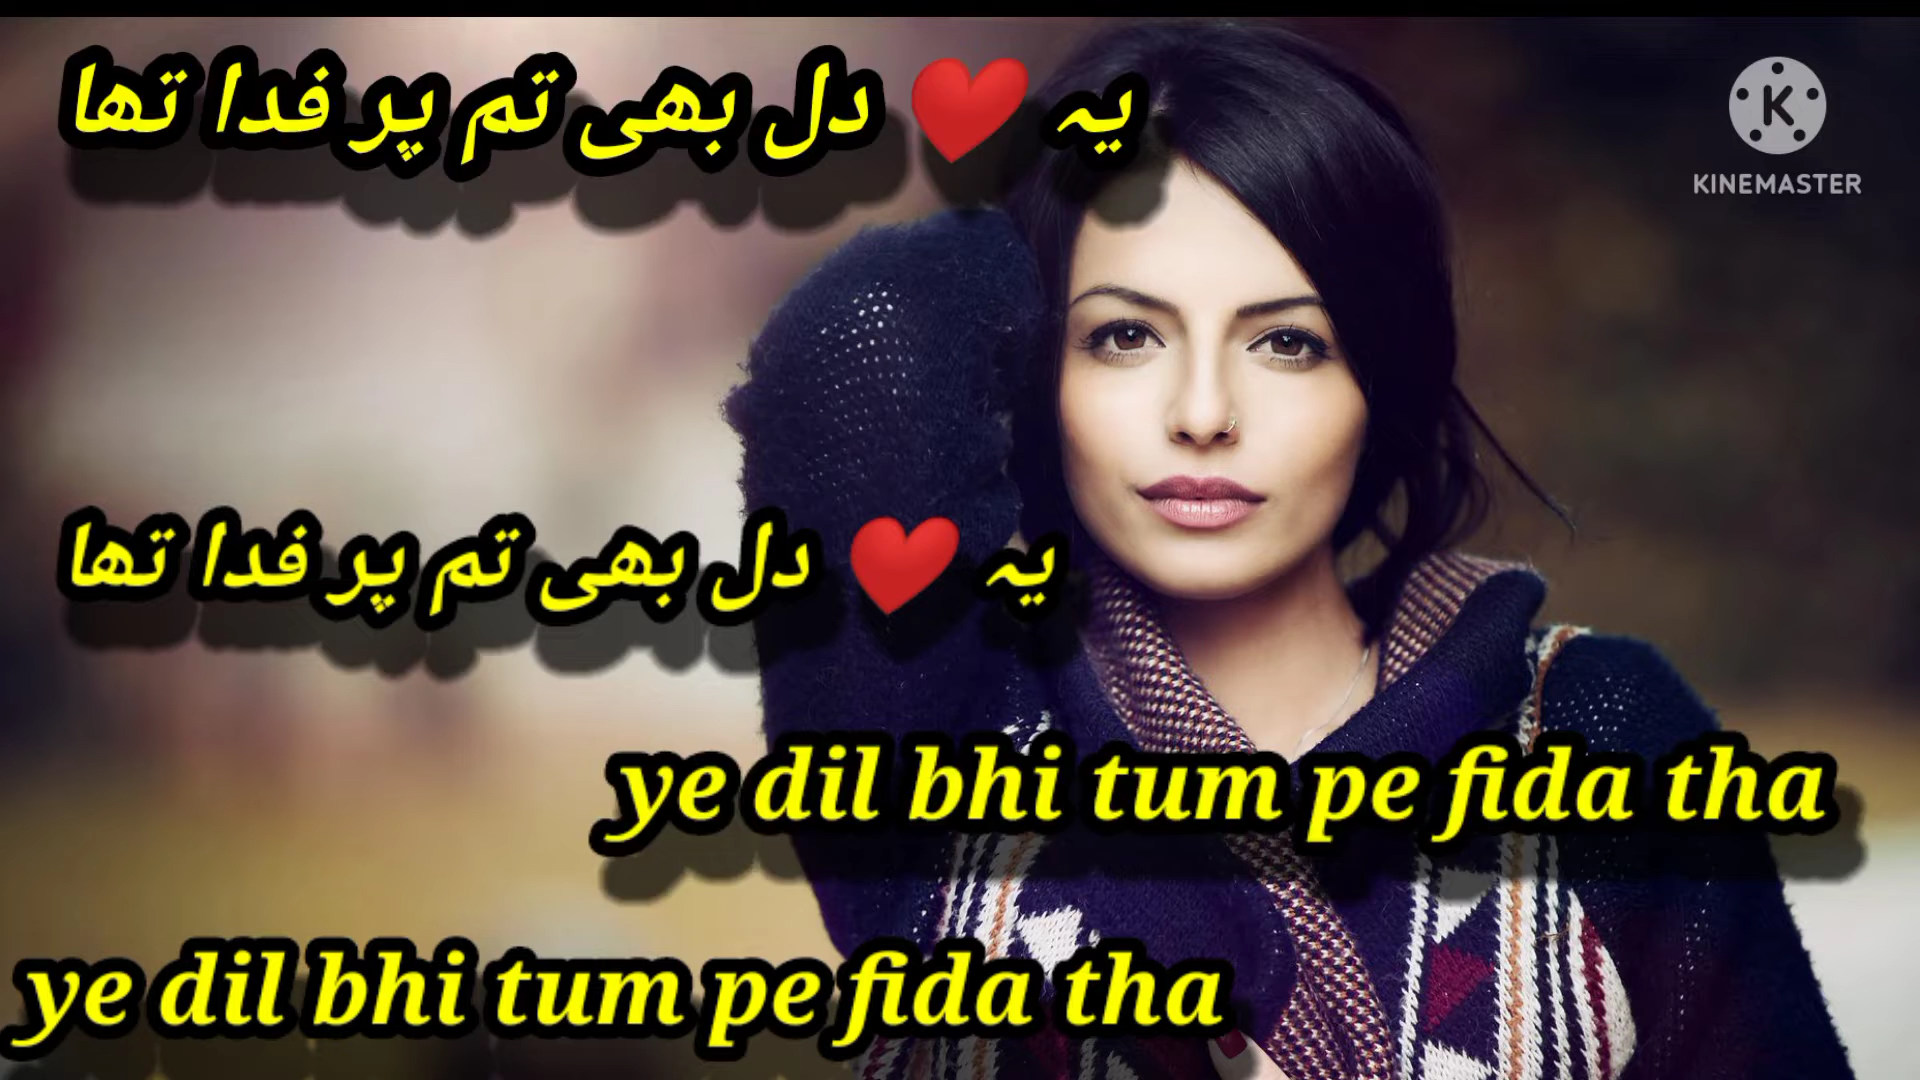 یہ ❤️ دل بھی تم پر فدا تھا
KINEMASTER
یہ ❤️ دل بھی تم پر فدا تھا
ye dil bhi tum pe fida tha
ye dil bhi tum pe fida tha